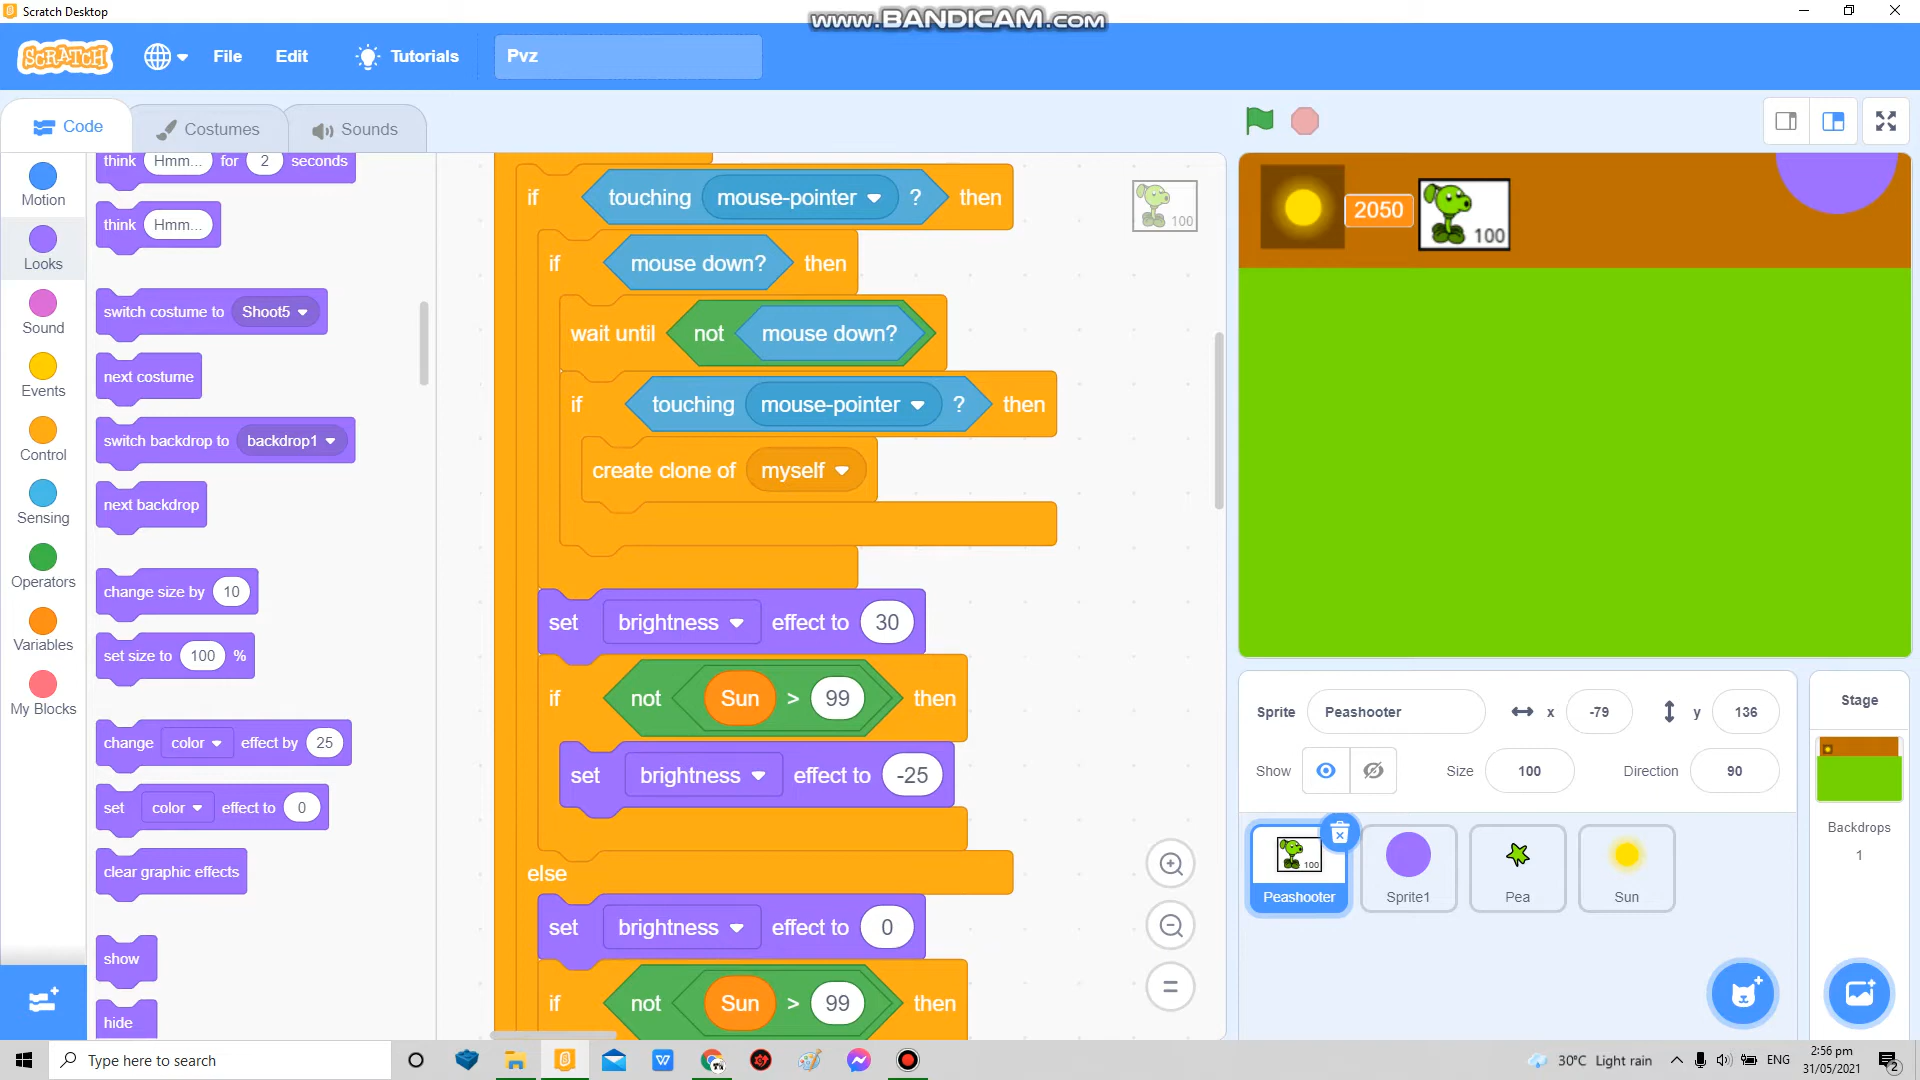 Scratch Desktop
www.BANDICAM.com
SCRATCH
File
Edit
Tutorials
Pvz
Code
Costumes
Sounds
Motion
Looks
Sound
Events
Control
Sensing
Operators
Variables
My Blocks
think Hmm... for 2 seconds
think Hmm...
switch costume to Shoot5
next costume
switch backdrop to backdrop1
next backdrop
change size by 10
set size to 100 %
change color effect by 25
set color effect to 0
clear graphic effects
show
hide
if touching mouse-pointer ? then
if mouse down? then
wait until not mouse down?
if touching mouse-pointer ? then
create clone of myself
set brightness effect to 30
if not Sun > 99 then
set brightness effect to -25
else
set brightness effect to 0
if not Sun > 99 then
100
2050
100
Sprite Peashooter x -79 y 136
Show Size 100 Direction 90
100
Peashooter
Sprite1
Pea
Sun
Stage
Backdrops
1
Type here to search
30°C Light rain
ENG
2:56 pm
31/05/2021
2